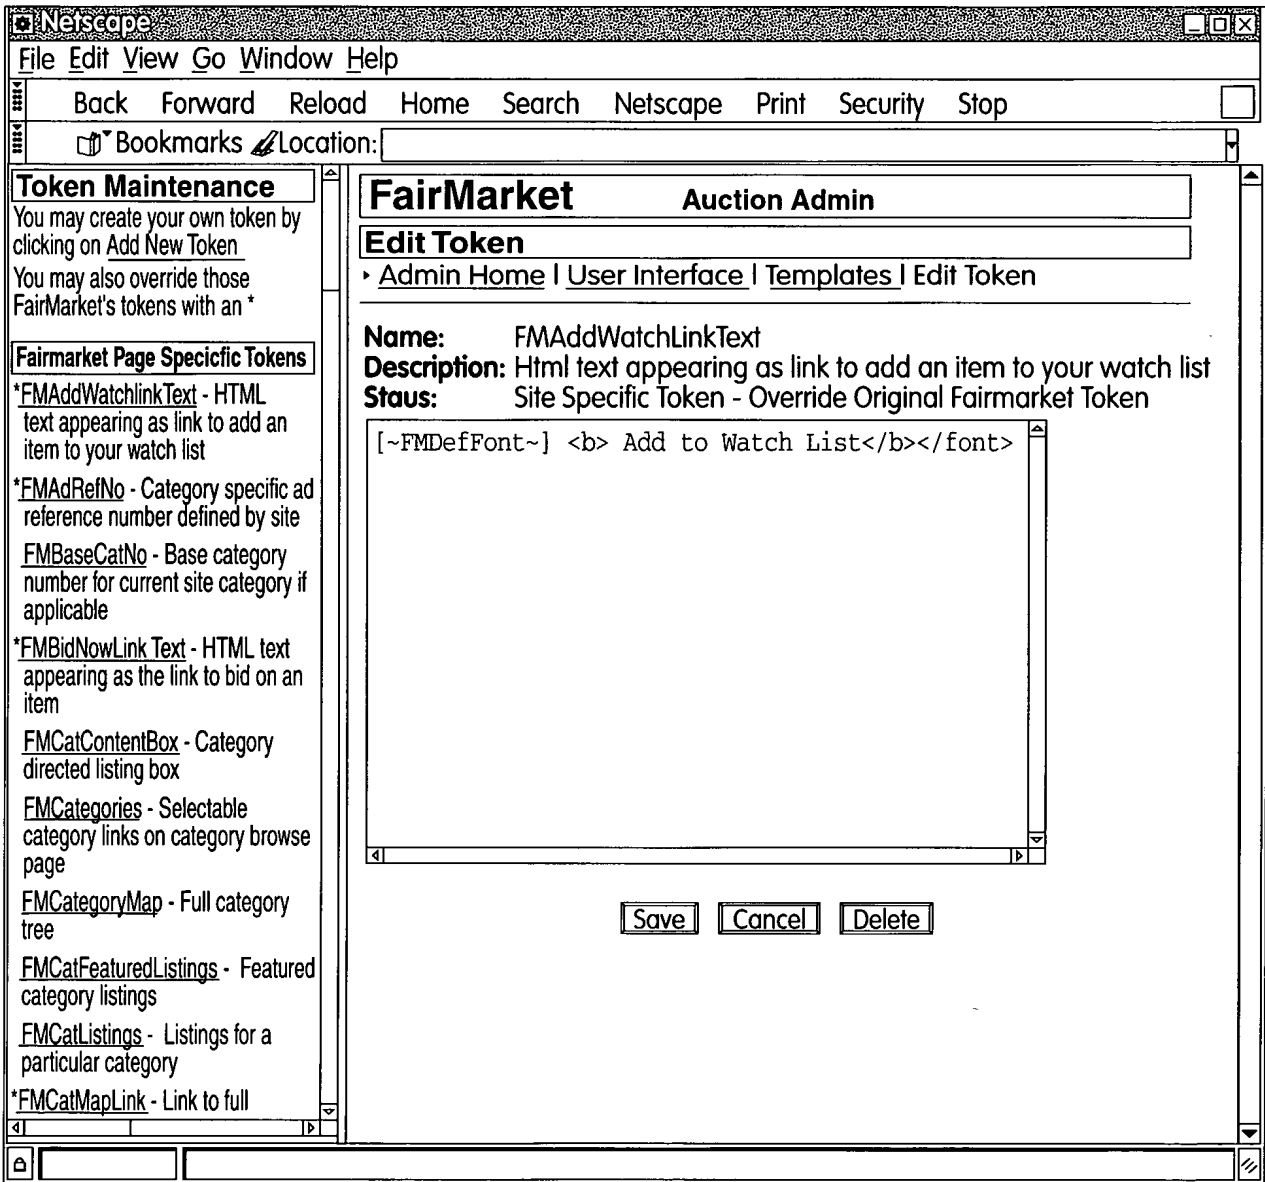 Netscape
File Edit View Go Window Help
Back Forward Reload Home Search Netscape Print Security Stop
Bookmarks Location:
Token Maintenance
You may create your own token by
clicking on Add New Token
You may also override those
FairMarket's tokens with an *
Fairmarket Page Specicfic Tokens
*FMAddWatchlinkText - HTML
text appearing as link to add an
item to your watch list
*FMAdRefNo - Category specific ad
reference number defined by site
FMBaseCatNo - Base category
number for current site category if
applicable
*FMBidNowLink Text - HTML text
appearing as the link to bid on an
item
FMCatContentBox - Category
directed listing box
FMCategories - Selectable
category links on category browse
page
FMCategoryMap - Full category
tree
FMCatFeaturedListings - Featured
category listings
FMCatListings - Listings for a
particular category
*FMCatMapLink - Link to full
FairMarket Auction Admin
Edit Token
Admin Home | User Interface | Templates | Edit Token
Name: FMAddWatchLinkText
Description: Html text appearing as link to add an item to your watch list
Staus: Site Specific Token - Override Original Fairmarket Token
[~FMDefFont~] <b> Add to Watch List</b></font>
Save Cancel Delete